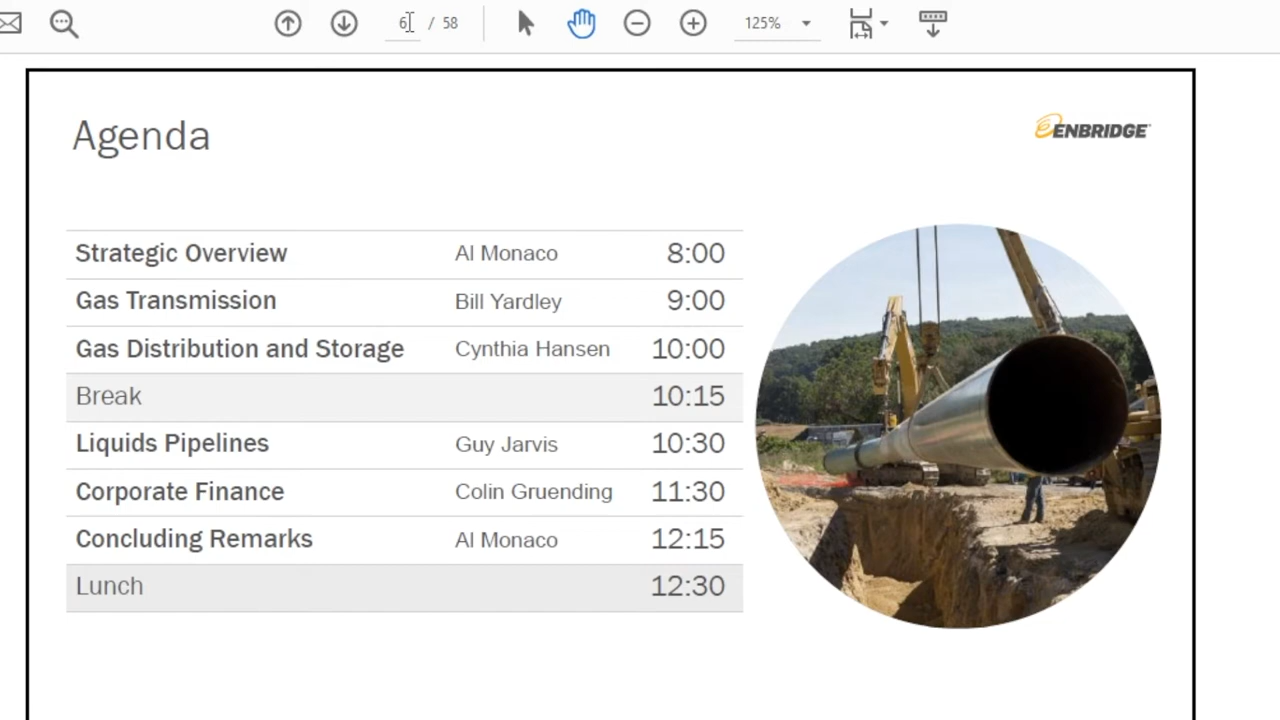 6 / 58
125%
Agenda
ENBRIDGE
Strategic Overview Al Monaco 8:00
Gas Transmission Bill Yardley 9:00
Gas Distribution and Storage Cynthia Hansen 10:00
Break 10:15
Liquids Pipelines Guy Jarvis 10:30
Corporate Finance Colin Gruending 11:30
Concluding Remarks Al Monaco 12:15
Lunch 12:30